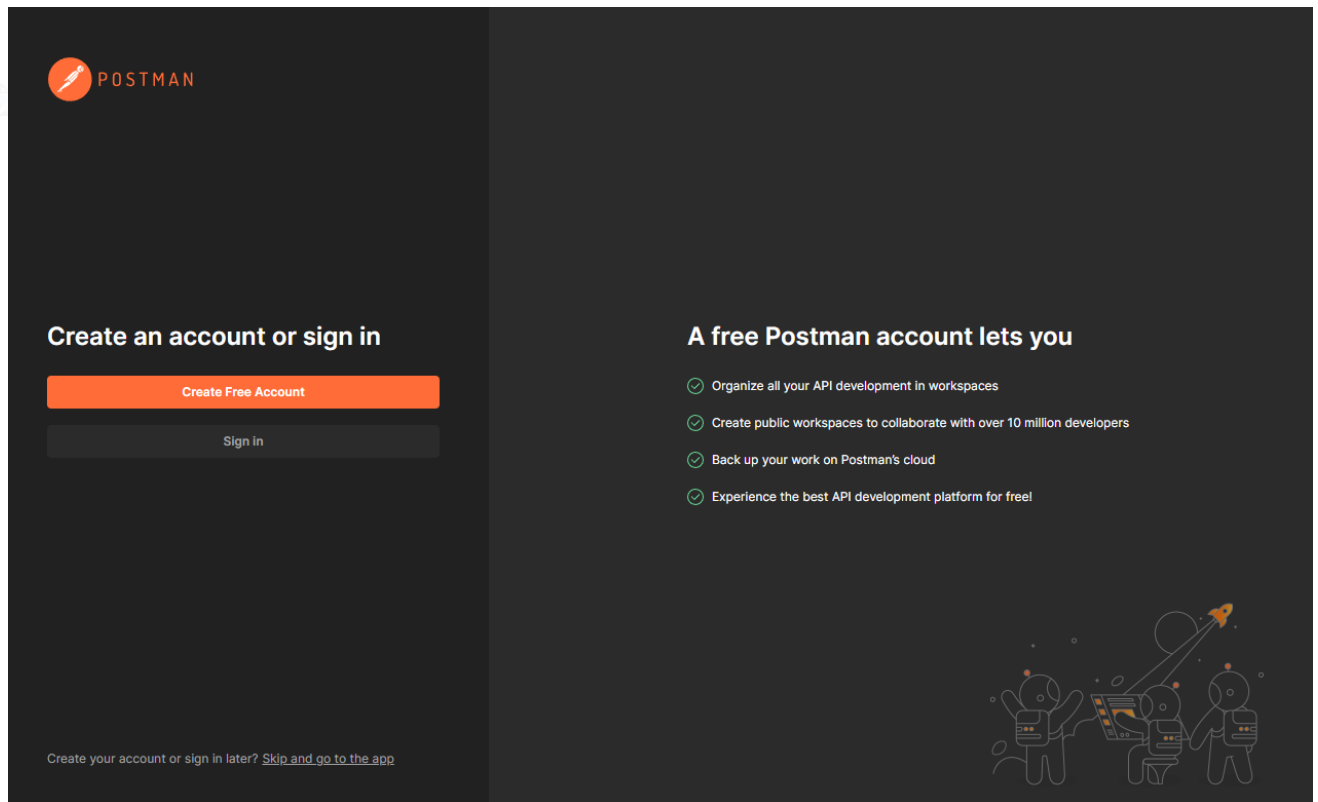 POSTMAN
Create an account or sign in
Create Free Account
Sign in
Create your account or sign in later? Skip and go to the app
A free Postman account lets you
Organize all your API development in workspaces
Create public workspaces to collaborate with over 10 million developers
Back up your work on Postman's cloud
Experience the best API development platform for free!